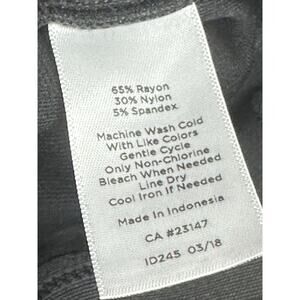 65% Rayon
30% Nylon
5% Spandex
Machine Wash Cold
With Like Colors
Gentle Cycle
Only Non-Chlorine
Bleach When Needed
Line Dry
Cool Iron If Needed
Made In Indonesia
CA #23147
ID245 03/18